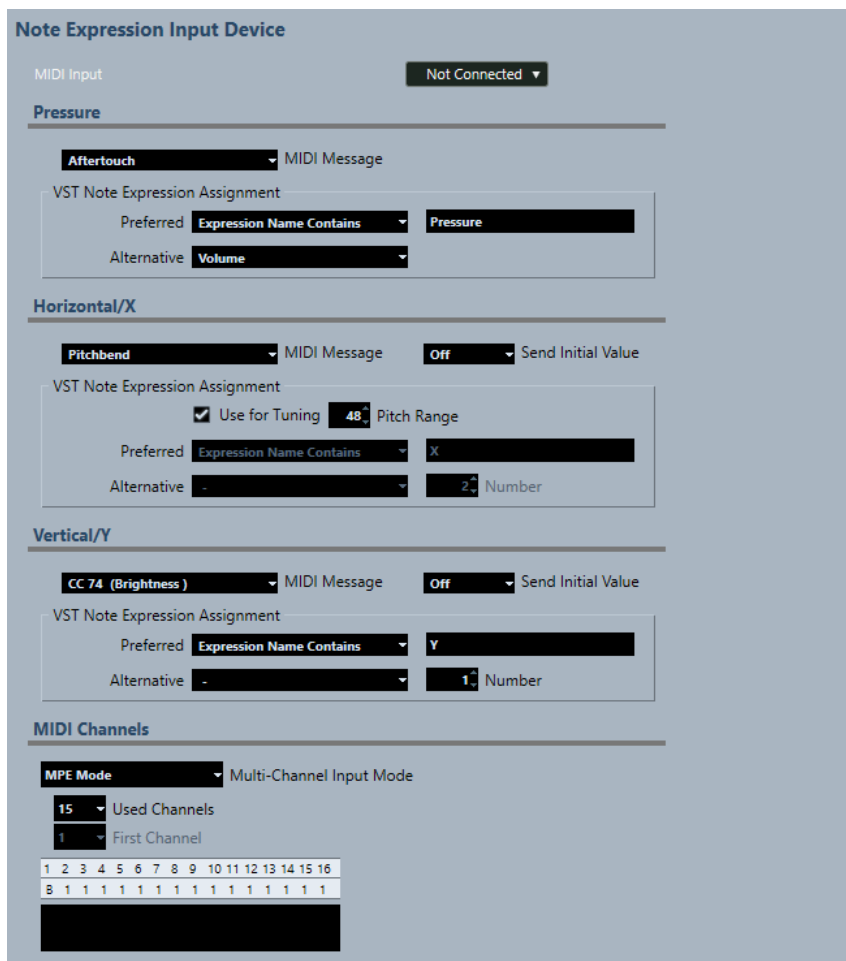 Note Expression Input Device
MIDI Input Not Connected
Pressure
Aftertouch MIDI Message
VST Note Expression Assignment
Preferred Expression Name Contains Pressure
Alternative Volume
Horizontal/X
Pitchbend MIDI Message Off Send Initial Value
VST Note Expression Assignment
Use for Tuning 48 Pitch Range
Preferred Expression Name Contains X
Alternative - 2 Number
Vertical/Y
CC 74 (Brightness ) MIDI Message Off Send Initial Value
VST Note Expression Assignment
Preferred Expression Name Contains Y
Alternative - 1 Number
MIDI Channels
MPE Mode Multi-Channel Input Mode
15 Used Channels
1 First Channel
1 2 3 4 5 6 7 8 9 10 11 12 13 14 15 16
B 1 1 1 1 1 1 1 1 1 1 1 1 1 1 1